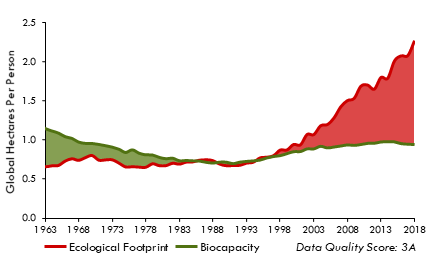 Global Hectares Per Person
2.5
2.0
1.5
1.0
0.5
0.0
1963 1968 1973 1978 1983 1988 1993 1998 2003 2008 2013 2018
Ecological Footprint Biocapacity Data Quality Score: 3A